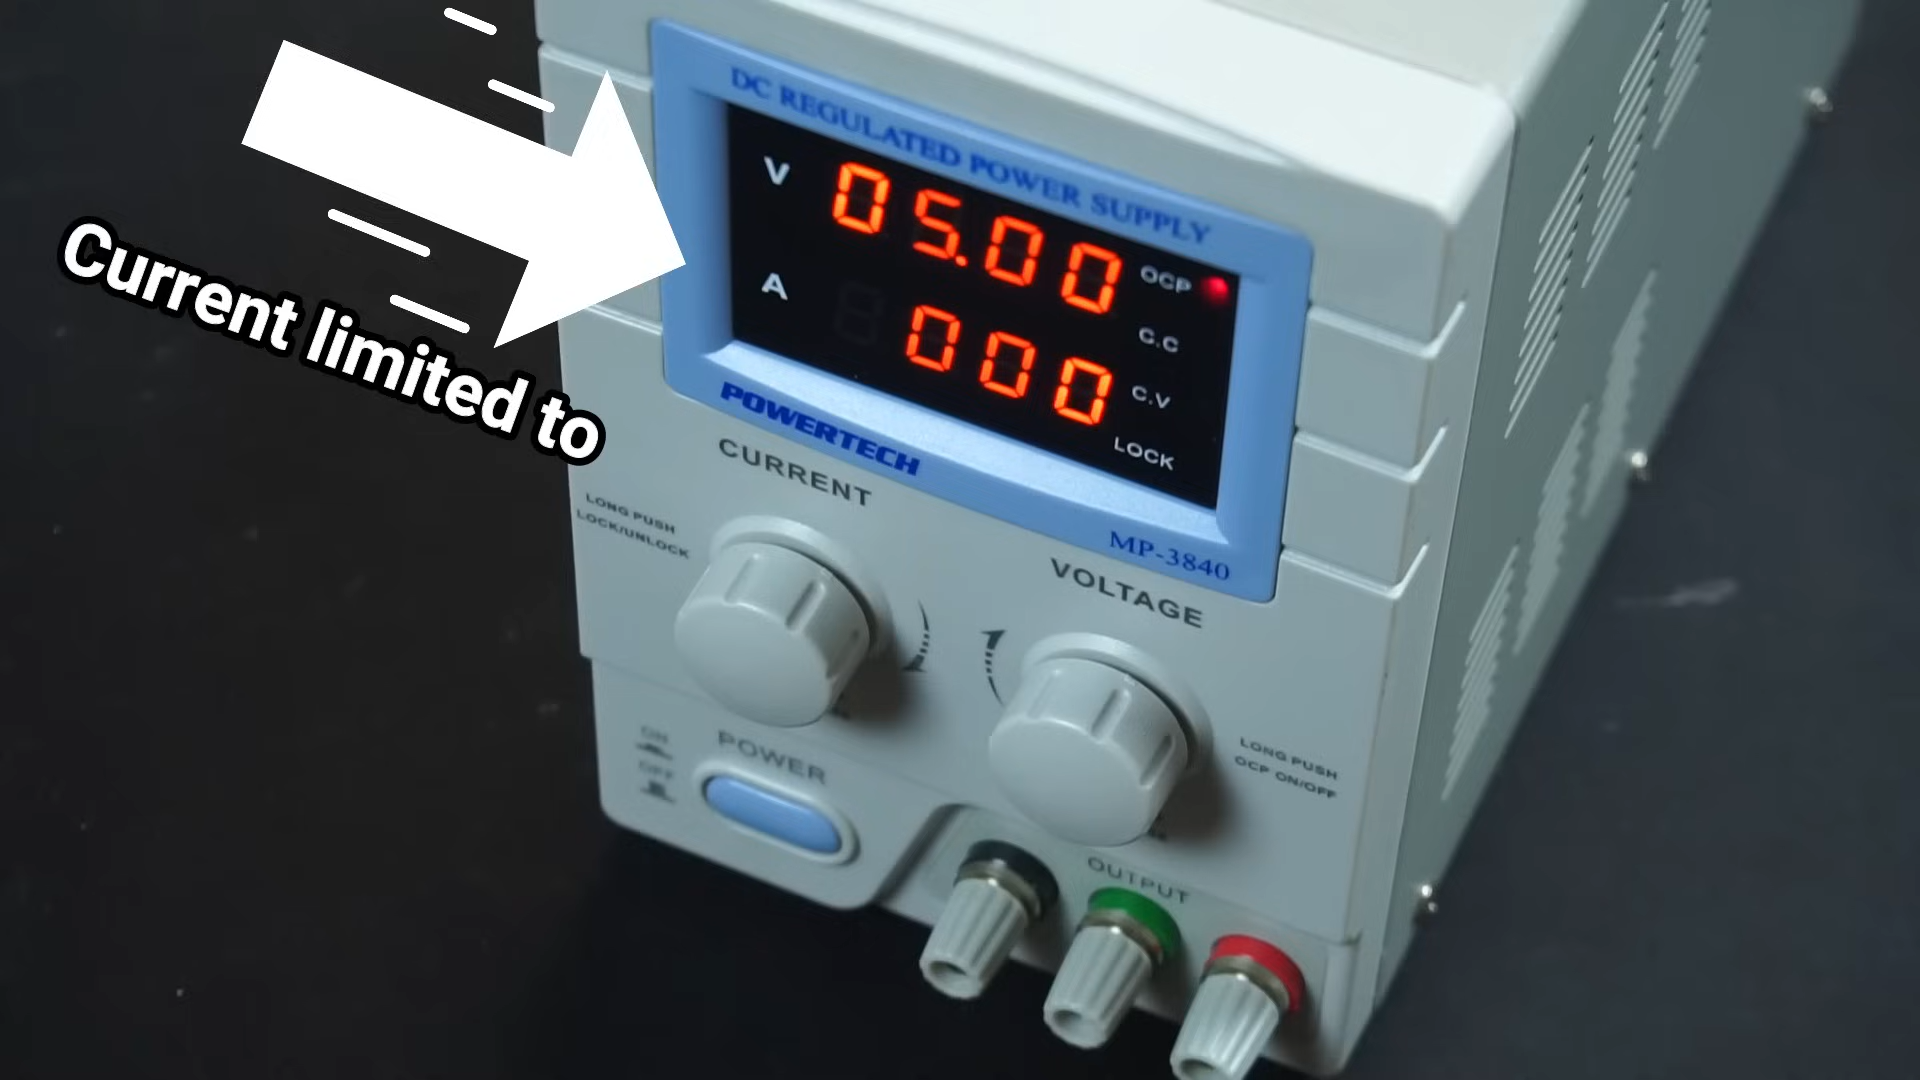 DC REGULATED POWER SUPPLY
V 05.00 OCP
C.C
A 000 C.V
LOCK
POWERTECH
MP-3840
Current limited to
CURRENT
LONG PUSH
LOCK/UNLOCK
VOLTAGE
LONG PUSH
OCP ON/OFF
ON
OFF
POWER
OUTPUT